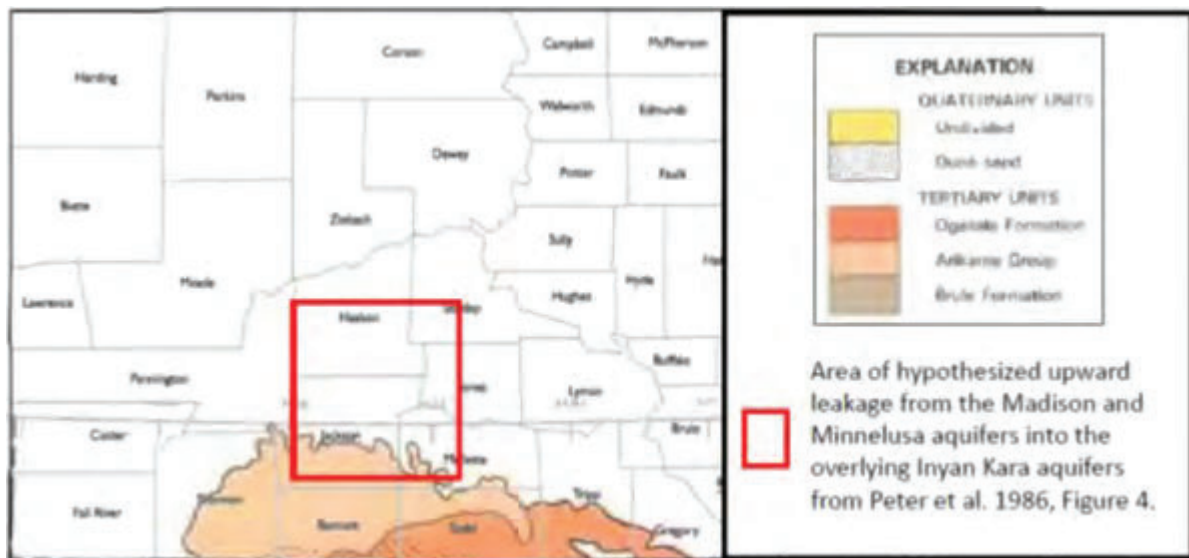 Harding
Perkins
Corson
Campbell
McPherson
Walworth
Edmunds
Dewey
Potter
Faulk
Butte
Ziebach
Meade
Sully
Hyde
Lawrence
Haakon
Stanley
Hughes
Buffalo
Pennington
Jones
Lyman
Custer
Jackson
Mellette
Brule
Shannon
Tripp
Fall River
Bennett
Todd
Gregory
EXPLANATION
QUATERNARY UNITS
Undivided
Dune sand
TERTIARY UNITS
Ogallala Formation
Arikaree Group
Brule Formation
Area of hypothesized upward
leakage from the Madison and
Minnelusa aquifers into the
overlying Inyan Kara aquifers
from Peter et al. 1986, Figure 4.